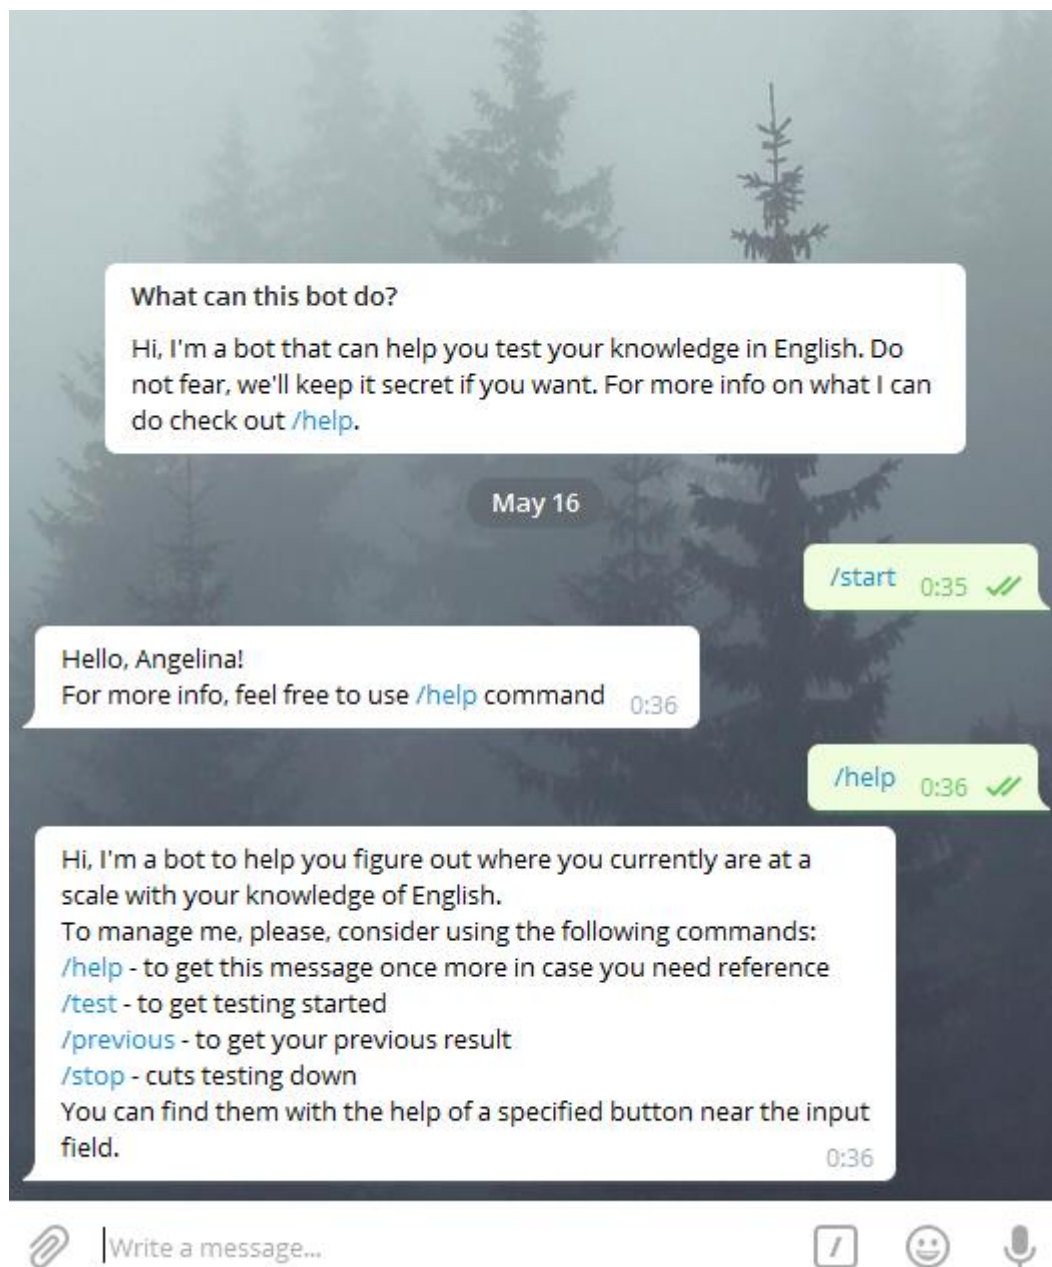 What can this bot do?
Hi, I'm a bot that can help you test your knowledge in English. Do
not fear, we'll keep it secret if you want. For more info on what I can
do check out /help.
May 16
/start 0:35
Hello, Angelina!
For more info, feel free to use /help command 0:36
/help 0:36
Hi, I'm a bot to help you figure out where you currently are at a
scale with your knowledge of English.
To manage me, please, consider using the following commands:
/help - to get this message once more in case you need reference
/test - to get testing started
/previous - to get your previous result
/stop - cuts testing down
You can find them with the help of a specified button near the input
field. 0:36
Write a message... /